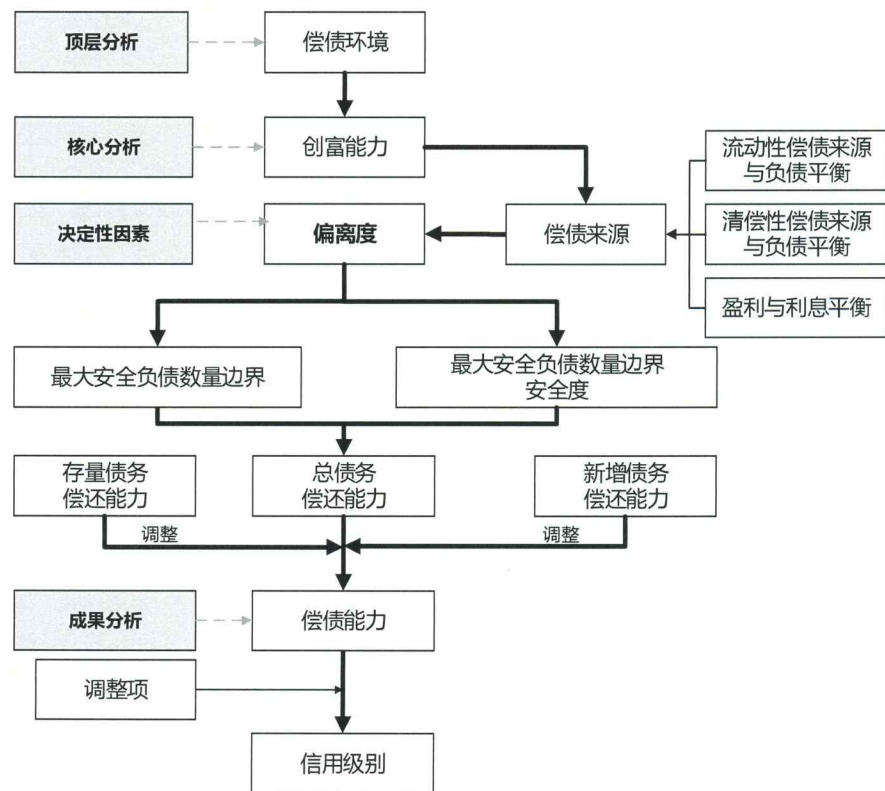 顶层分析
偿债环境
核心分析
创富能力
流动性偿债来源
与负债平衡
决定性因素
偏离度
偿债来源
清偿性偿债来源
与负债平衡
盈利与利息平衡
最大安全负债数量边界
最大安全负债数量边界
安全度
存量债务
偿还能力
总债务
偿还能力
新增债务
偿还能力
调整
调整
成果分析
偿债能力
调整项
信用级别